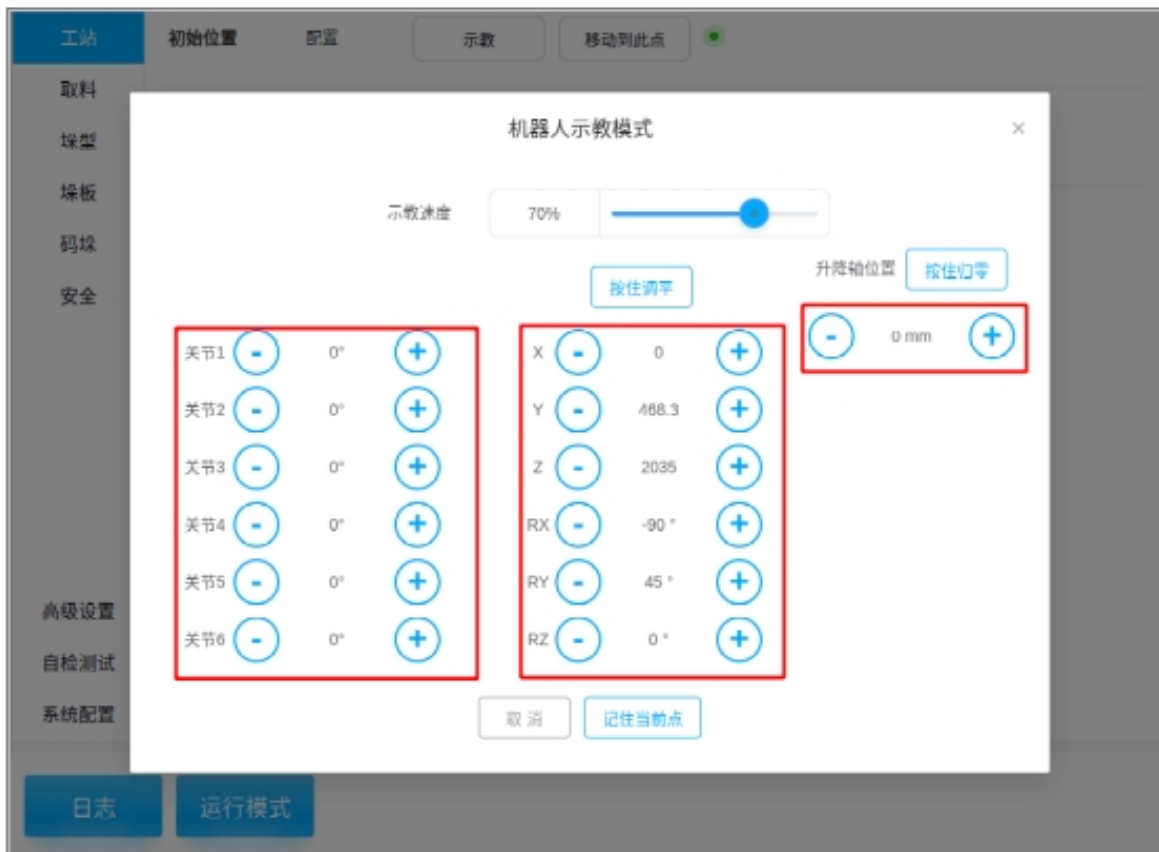 工站
初始位置 配置 示教 移动到此点
取料
垛型
垛板
码垛
安全
高级设置
自检测试
系统配置
机器人示教模式 ×
示教速度 70%
升降轴位置 按住归零
按住调平
- 0 mm +
关节1 - 0° + X - 0 +
关节2 - 0° + Y - 468.3 +
关节3 - 0° + Z - 2035 +
关节4 - 0° + RX - -90 ° +
关节5 - 0° + RY - 45 ° +
关节6 - 0° + RZ - 0 ° +
取消 记住当前点
日志 运行模式